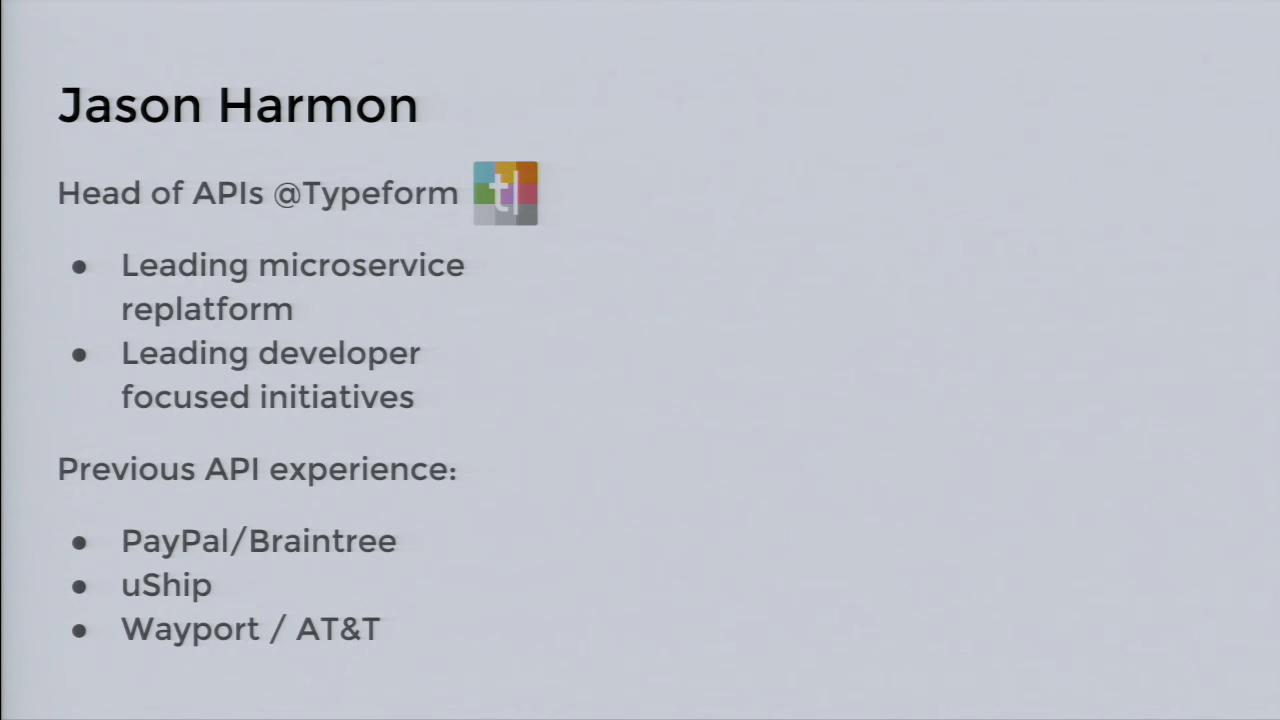 Jason Harmon
Head of APIs @Typeform
t|
● Leading microservice
replatform
● Leading developer
focused initiatives
Previous API experience:
● PayPal/Braintree
● uShip
● Wayport / AT&T